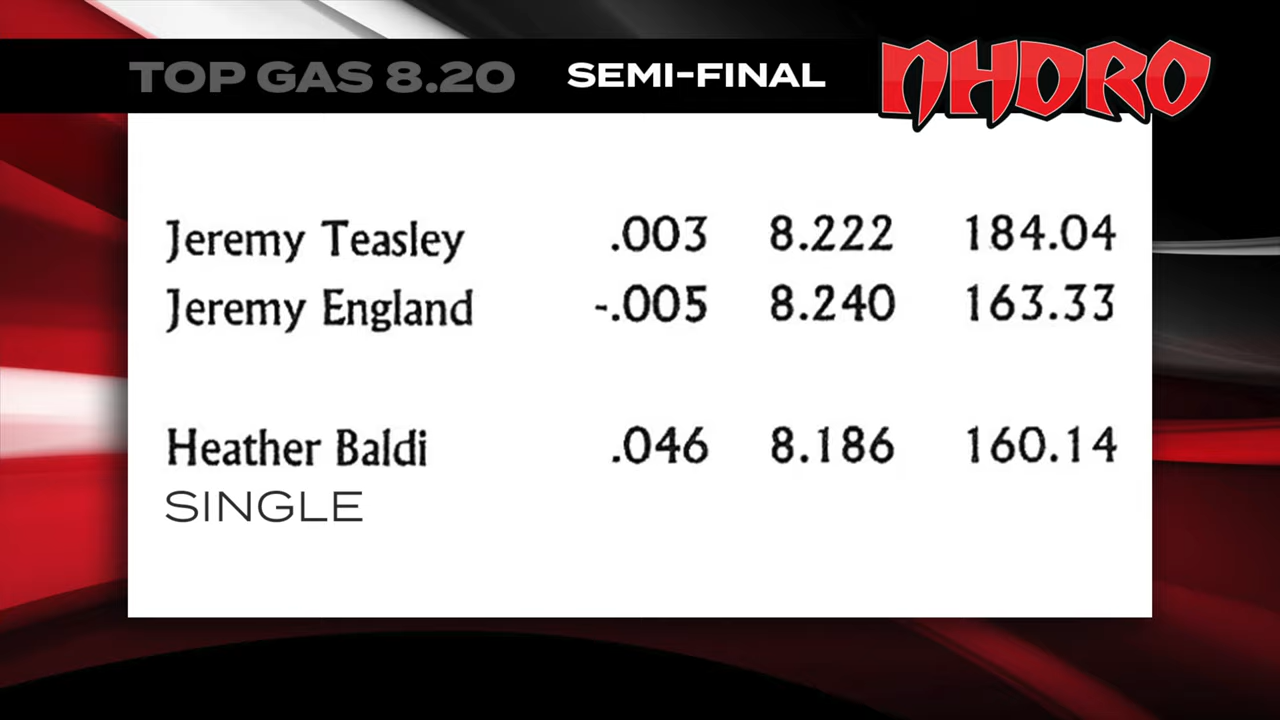 TOP GAS 8.20 SEMI-FINAL NHDRO
Jeremy Teasley .003 8.222 184.04
Jeremy England -.005 8.240 163.33
Heather Baldi .046 8.186 160.14
SINGLE